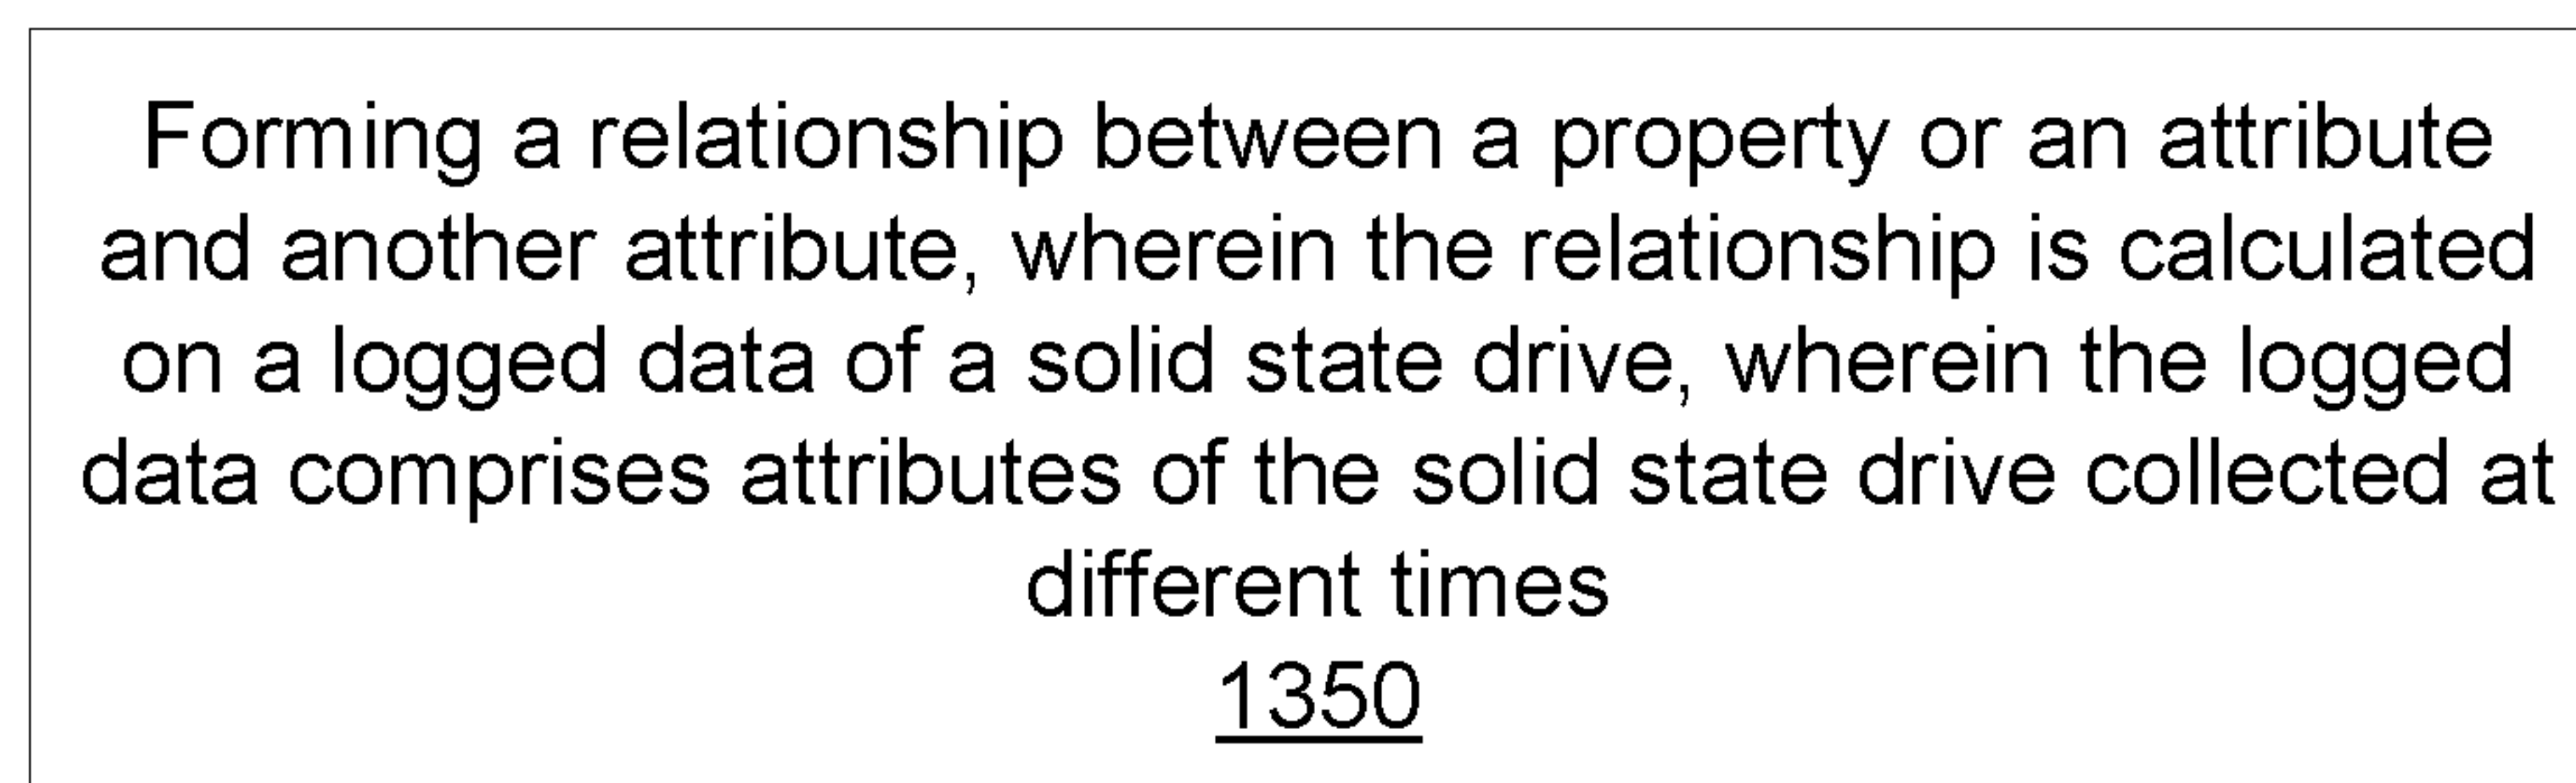 Forming a relationship between a property or an attribute
and another attribute, wherein the relationship is calculated
on a logged data of a solid state drive, wherein the logged
data comprises attributes of the solid state drive collected at
different times
1350